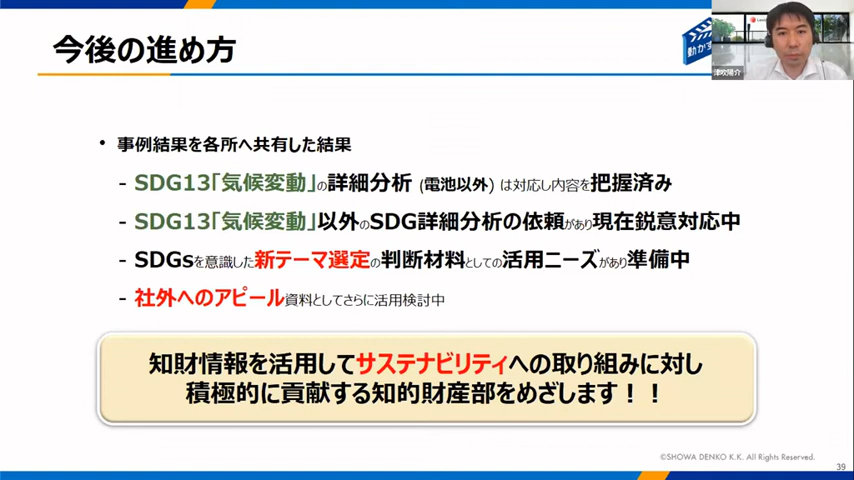 今後の進め方
動かす
津吹陽介
• 事例結果を各所へ共有した結果
- SDG13「気候変動」の詳細分析 (電池以外) は対応し内容を把握済み
- SDG13「気候変動」以外のSDG詳細分析の依頼があり現在鋭意対応中
- SDGsを意識した新テーマ選定の判断材料としての活用ニーズがあり準備中
- 社外へのアピール資料としてさらに活用検討中
知財情報を活用してサステナビリティへの取り組みに対し
積極的に貢献する知的財産部をめざします！！
©SHOWA DENKO K.K. All Rights Reserved.
39